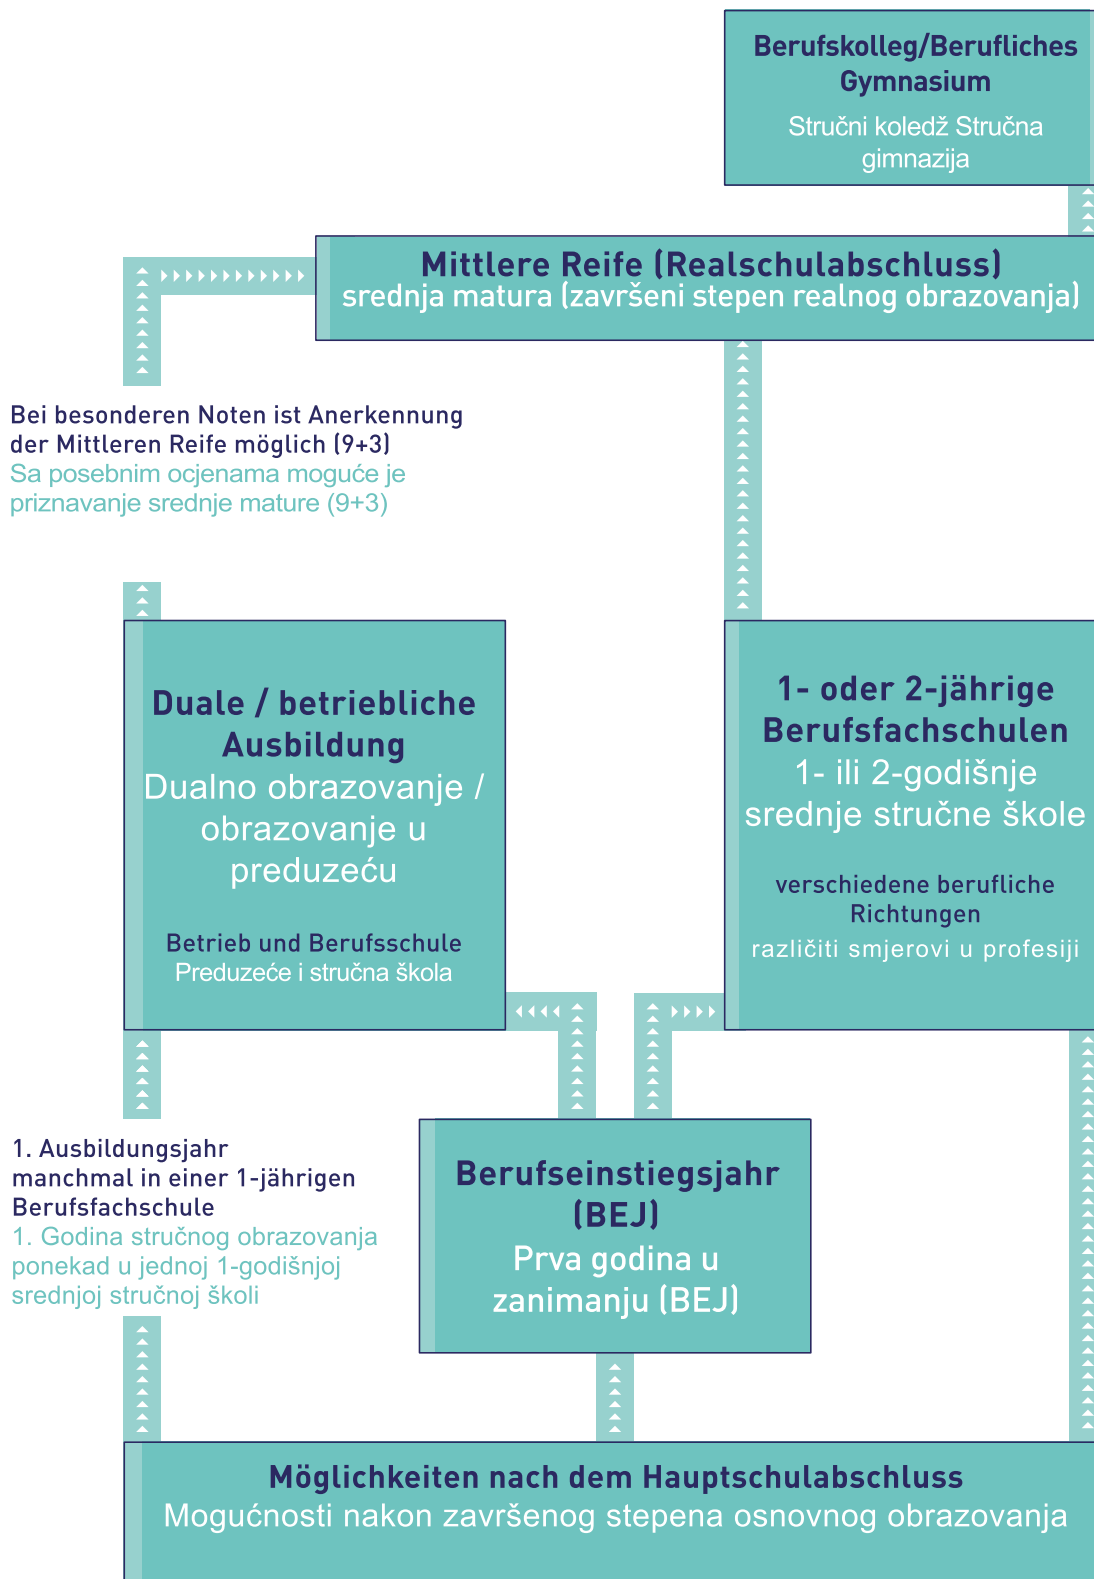 Berufskolleg/Berufliches
Gymnasium
Stručni koledž Stručna
gimnazija
Mittlere Reife (Realschulabschluss)
srednja matura (završeni stepen realnog obrazovanja)
Bei besonderen Noten ist Anerkennung
der Mittleren Reife möglich (9+3)
Sa posebnim ocjenama moguće je
priznavanje srednje mature (9+3)
Duale / betriebliche
Ausbildung
Dualno obrazovanje /
obrazovanje u
preduzeću
Betrieb und Berufsschule
Preduzeće i stručna škola
1- oder 2-jährige
Berufsfachschulen
1- ili 2-godišnje
srednje stručne škole
verschiedene berufliche
Richtungen
različiti smjerovi u profesiji
1. Ausbildungsjahr
manchmal in einer 1-jährigen
Berufsfachschule
1. Godina stručnog obrazovanja
ponekad u jednoj 1-godišnjoj
srednjoj stručnoj školi
Berufseinstiegsjahr
(BEJ)
Prva godina u
zanimanju (BEJ)
Möglichkeiten nach dem Hauptschulabschluss
Mogućnosti nakon završenog stepena osnovnog obrazovanja